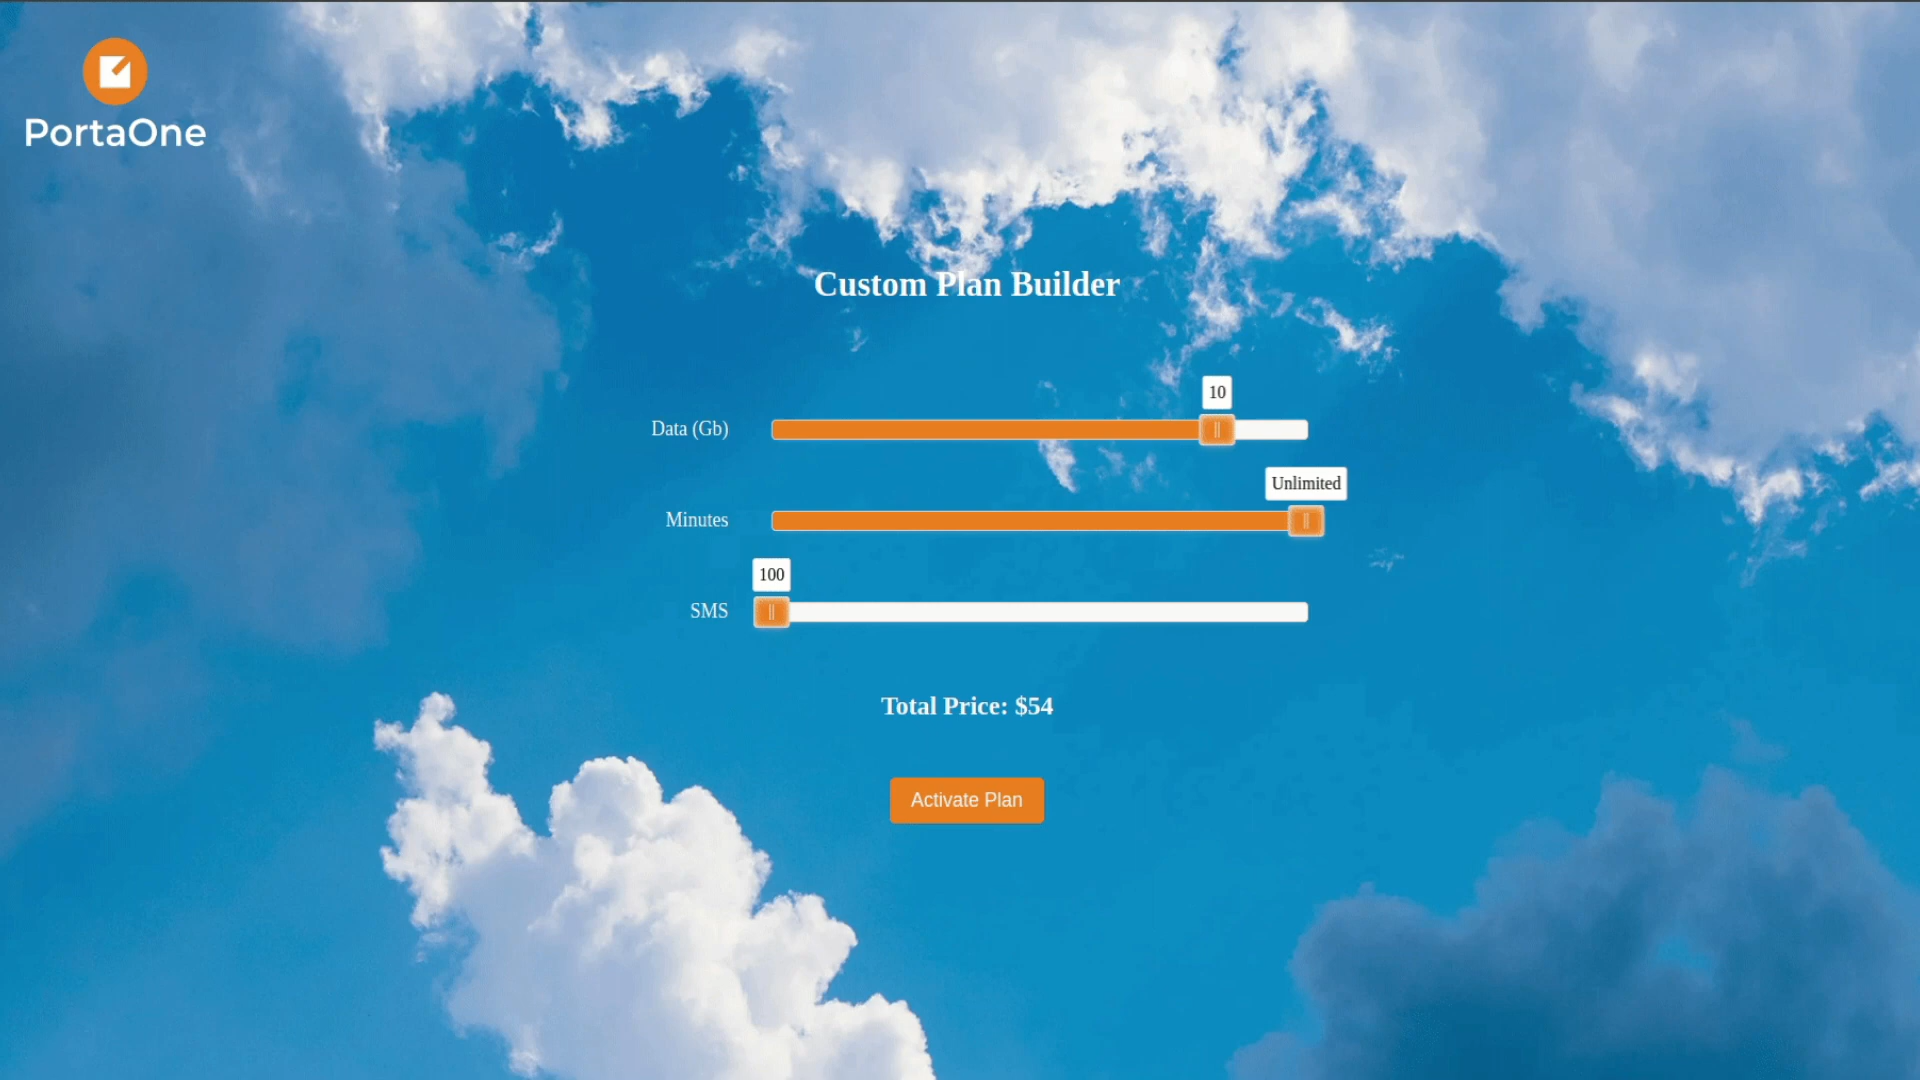 PortaOne
Custom Plan Builder
10
Data (Gb)
Unlimited
Minutes
100
SMS
Total Price: $54
Activate Plan